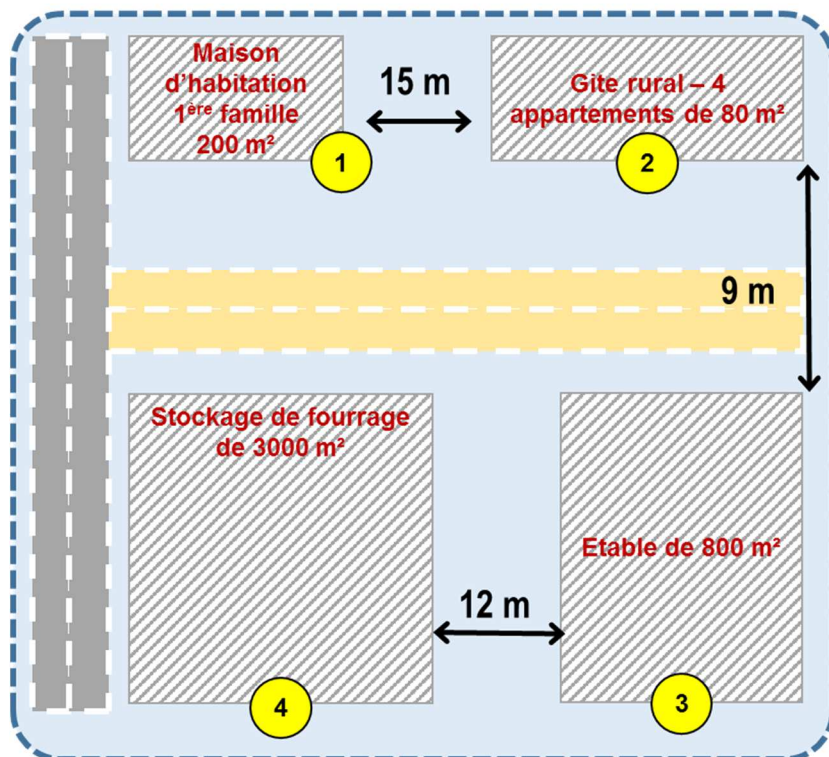 Maison
d'habitation
1ère famille
200 m²
1
15 m
Gite rural – 4
appartements de 80 m²
2
9 m
Stockage de fourrage
de 3000 m²
4
12 m
Etable de 800 m²
3